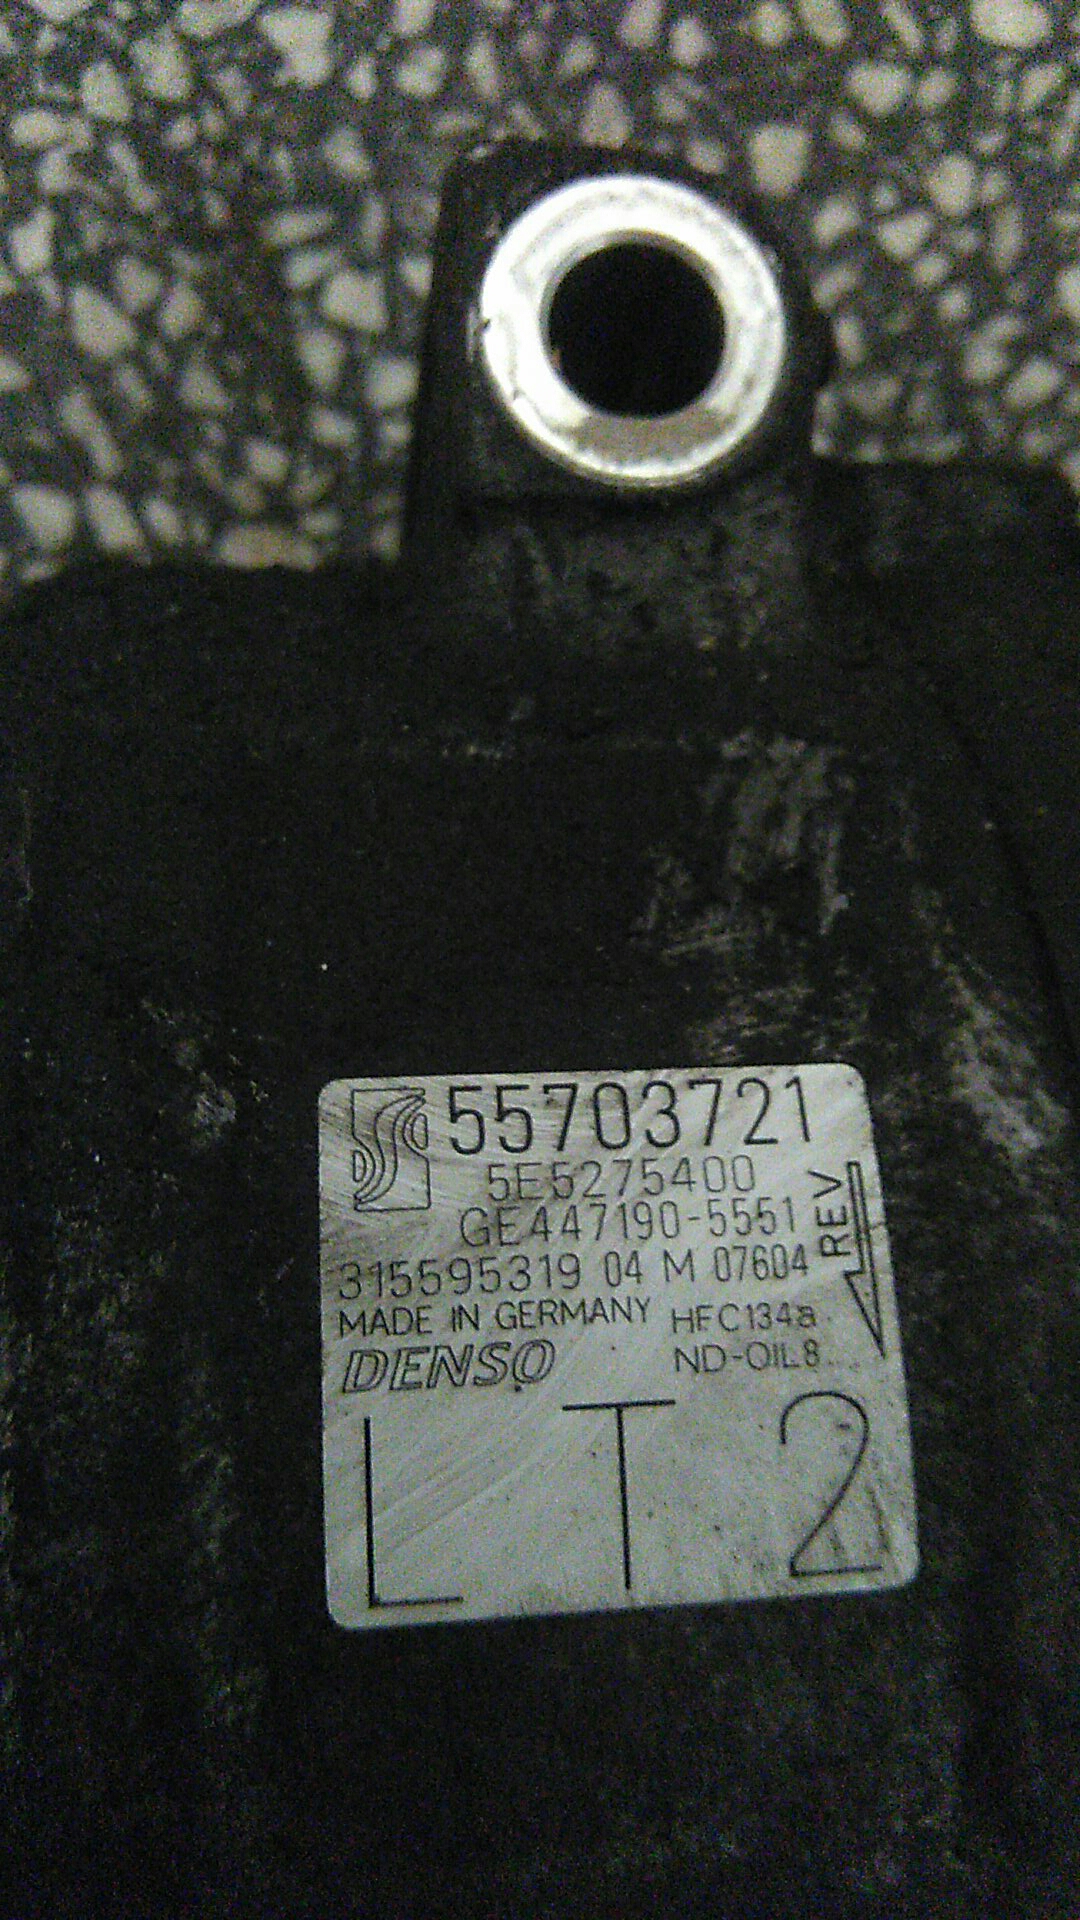 55703721
5E5275400
GE447190-5551
315595319 04 M 07604
MADE IN GERMANY HFC134a
DENSO ND-OIL8
REV
LT2